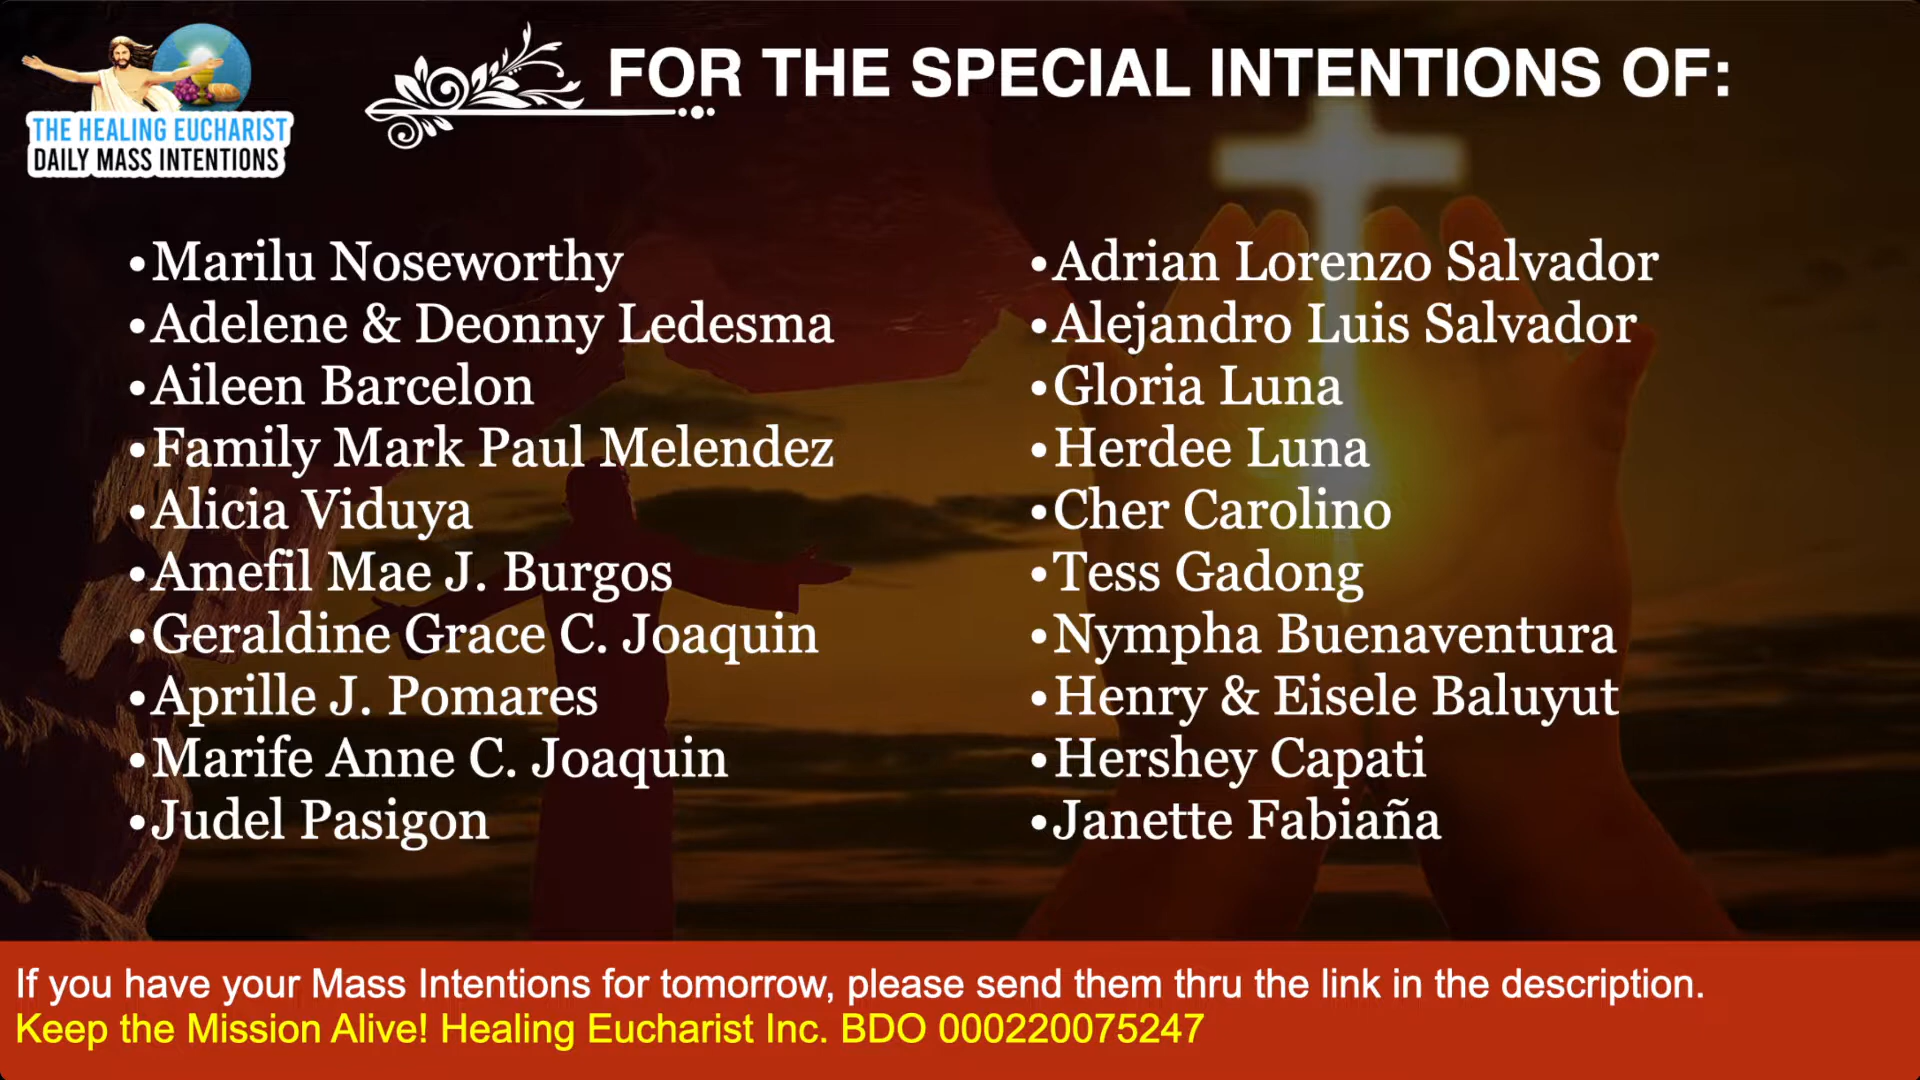 THE HEALING EUCHARIST
DAILY MASS INTENTIONS
FOR THE SPECIAL INTENTIONS OF:
•Marilu Noseworthy
•Adelene & Deonny Ledesma
•Aileen Barcelon
•Family Mark Paul Melendez
•Alicia Viduya
•Amefil Mae J. Burgos
•Geraldine Grace C. Joaquin
•Aprille J. Pomares
•Marife Anne C. Joaquin
•Judel Pasigon
•Adrian Lorenzo Salvador
•Alejandro Luis Salvador
•Gloria Luna
•Herdee Luna
•Cher Carolino
•Tess Gadong
•Nympha Buenaventura
•Henry & Eisele Baluyut
•Hershey Capati
•Janette Fabiaña
If you have your Mass Intentions for tomorrow, please send them thru the link in the description.
Keep the Mission Alive! Healing Eucharist Inc. BDO 000220075247